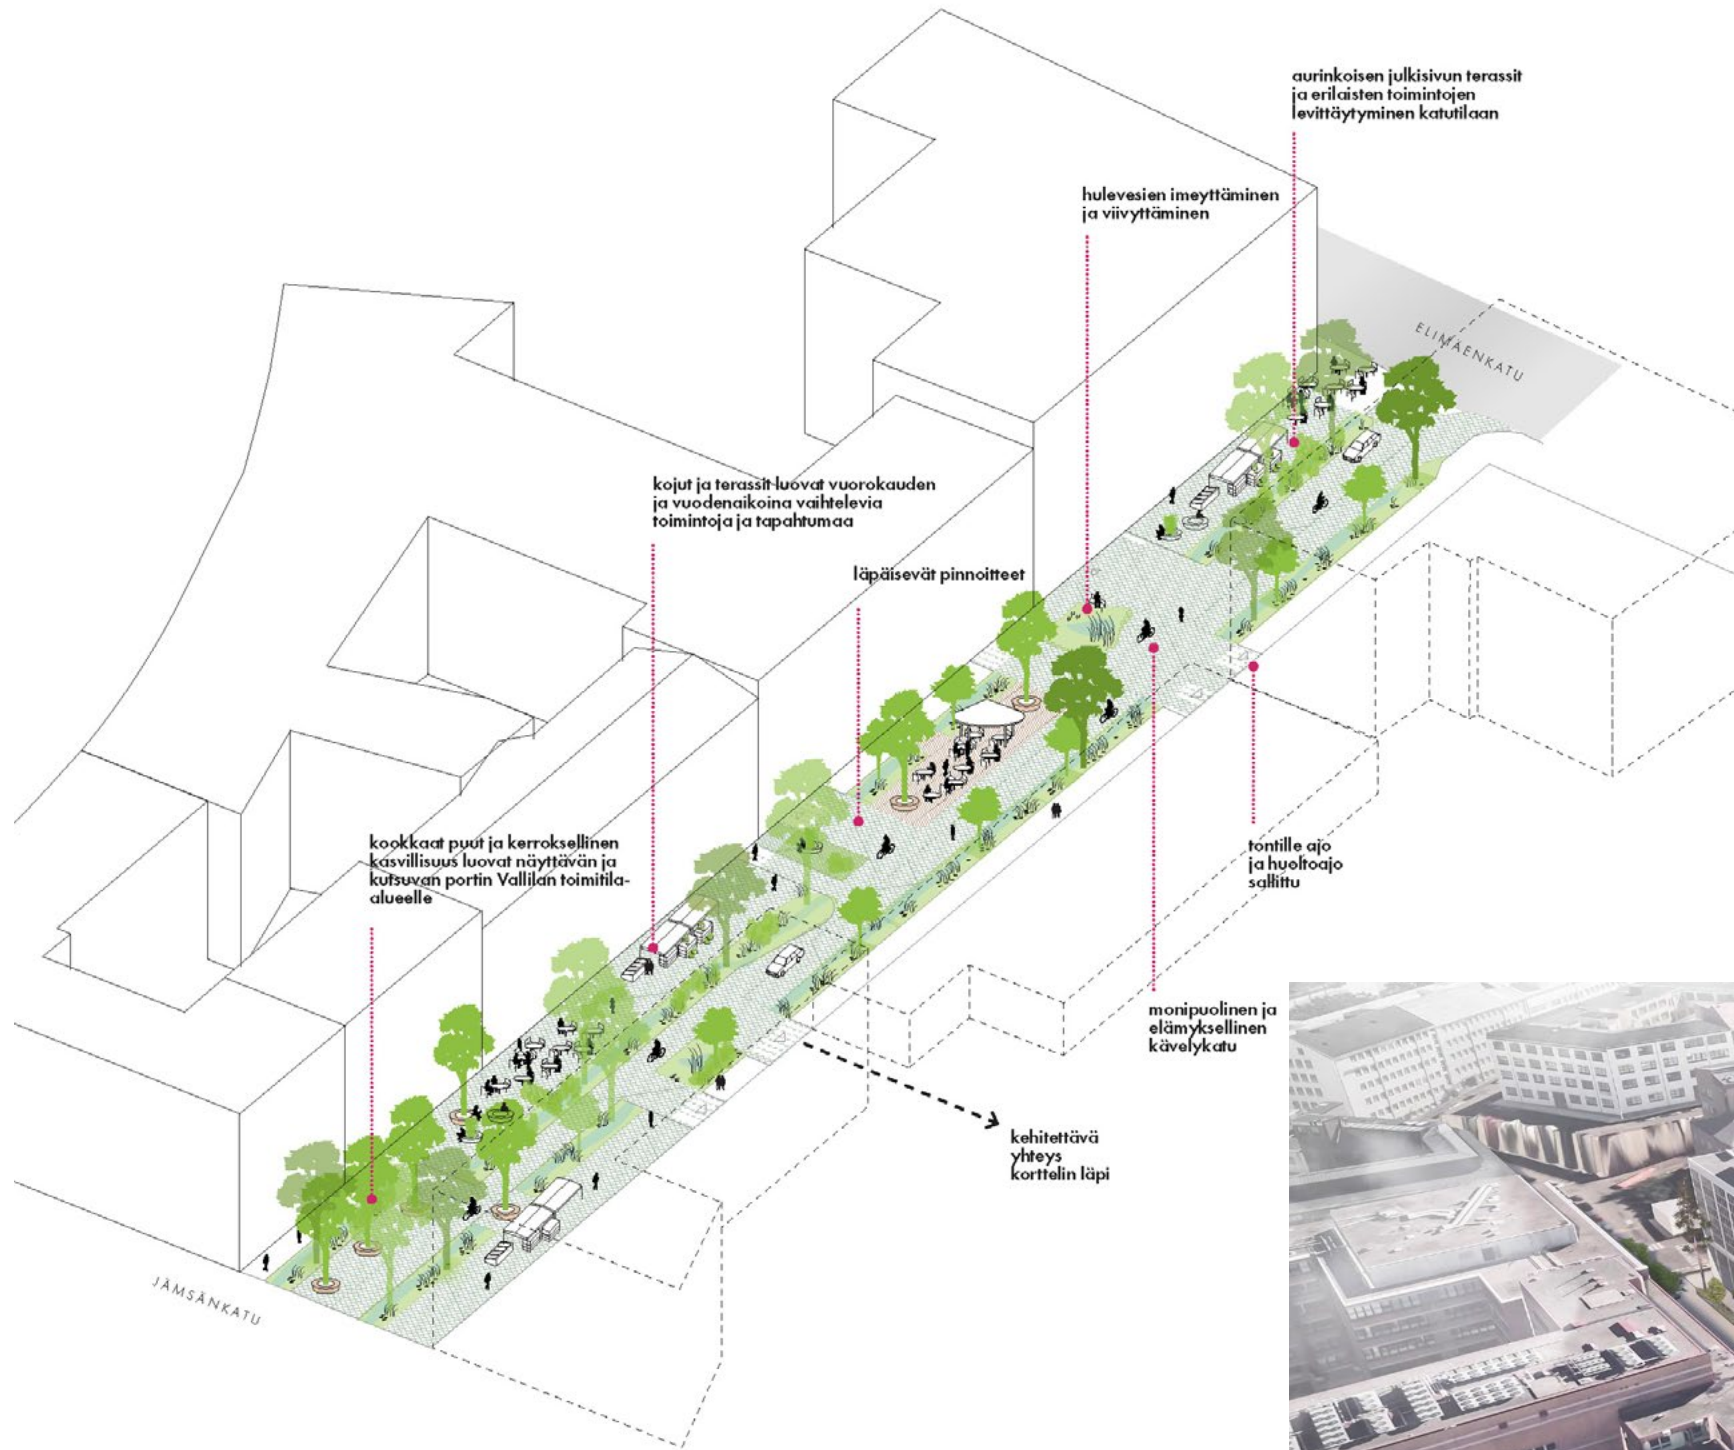 aurinkoisen julkisivun terassit
ja erilaisten toimintojen
levittäytyminen katutilaan
hulevesien imeyttäminen
ja viivyttäminen
ELIMÄENKATU
kojut ja terassit luovat vuorokauden
ja vuodenaikoina vaihtelevia
toimintoja ja tapahtumaa
läpäisevät pinnoitteet
kookkaat puut ja kerroksellinen
kasvillisuus luovat näyttävän ja
kutsuvan portin Vallilan toimitila-
alueelle
tontille ajo
ja huoltoajo
sallittu
monipuolinen ja
elämyksellinen
kävelykatu
kehitettävä
yhteys
korttelin läpi
JÄMSÄNKATU